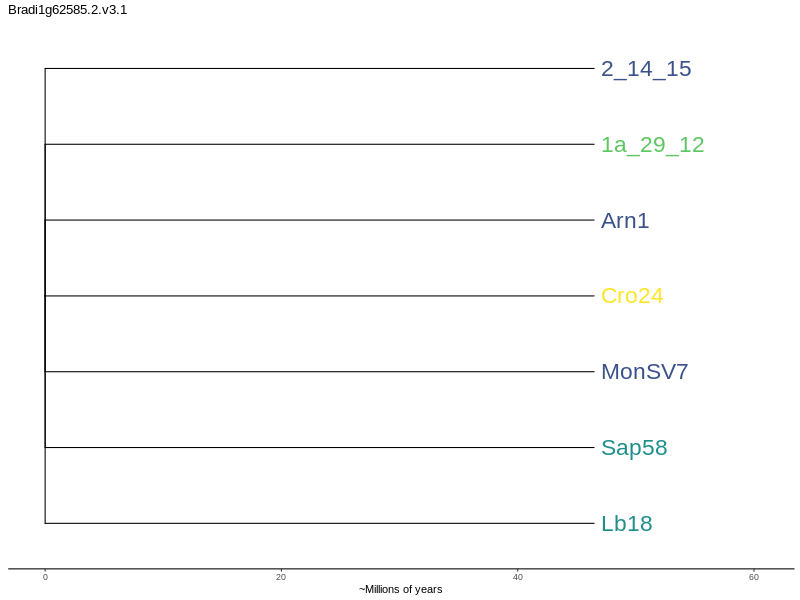 Bradi1g62585.2.v3.1
2_14_15
1a_29_12
Arn1
Cro24
MonSV7
Sap58
Lb18
0 20 40 60
~Millions of years